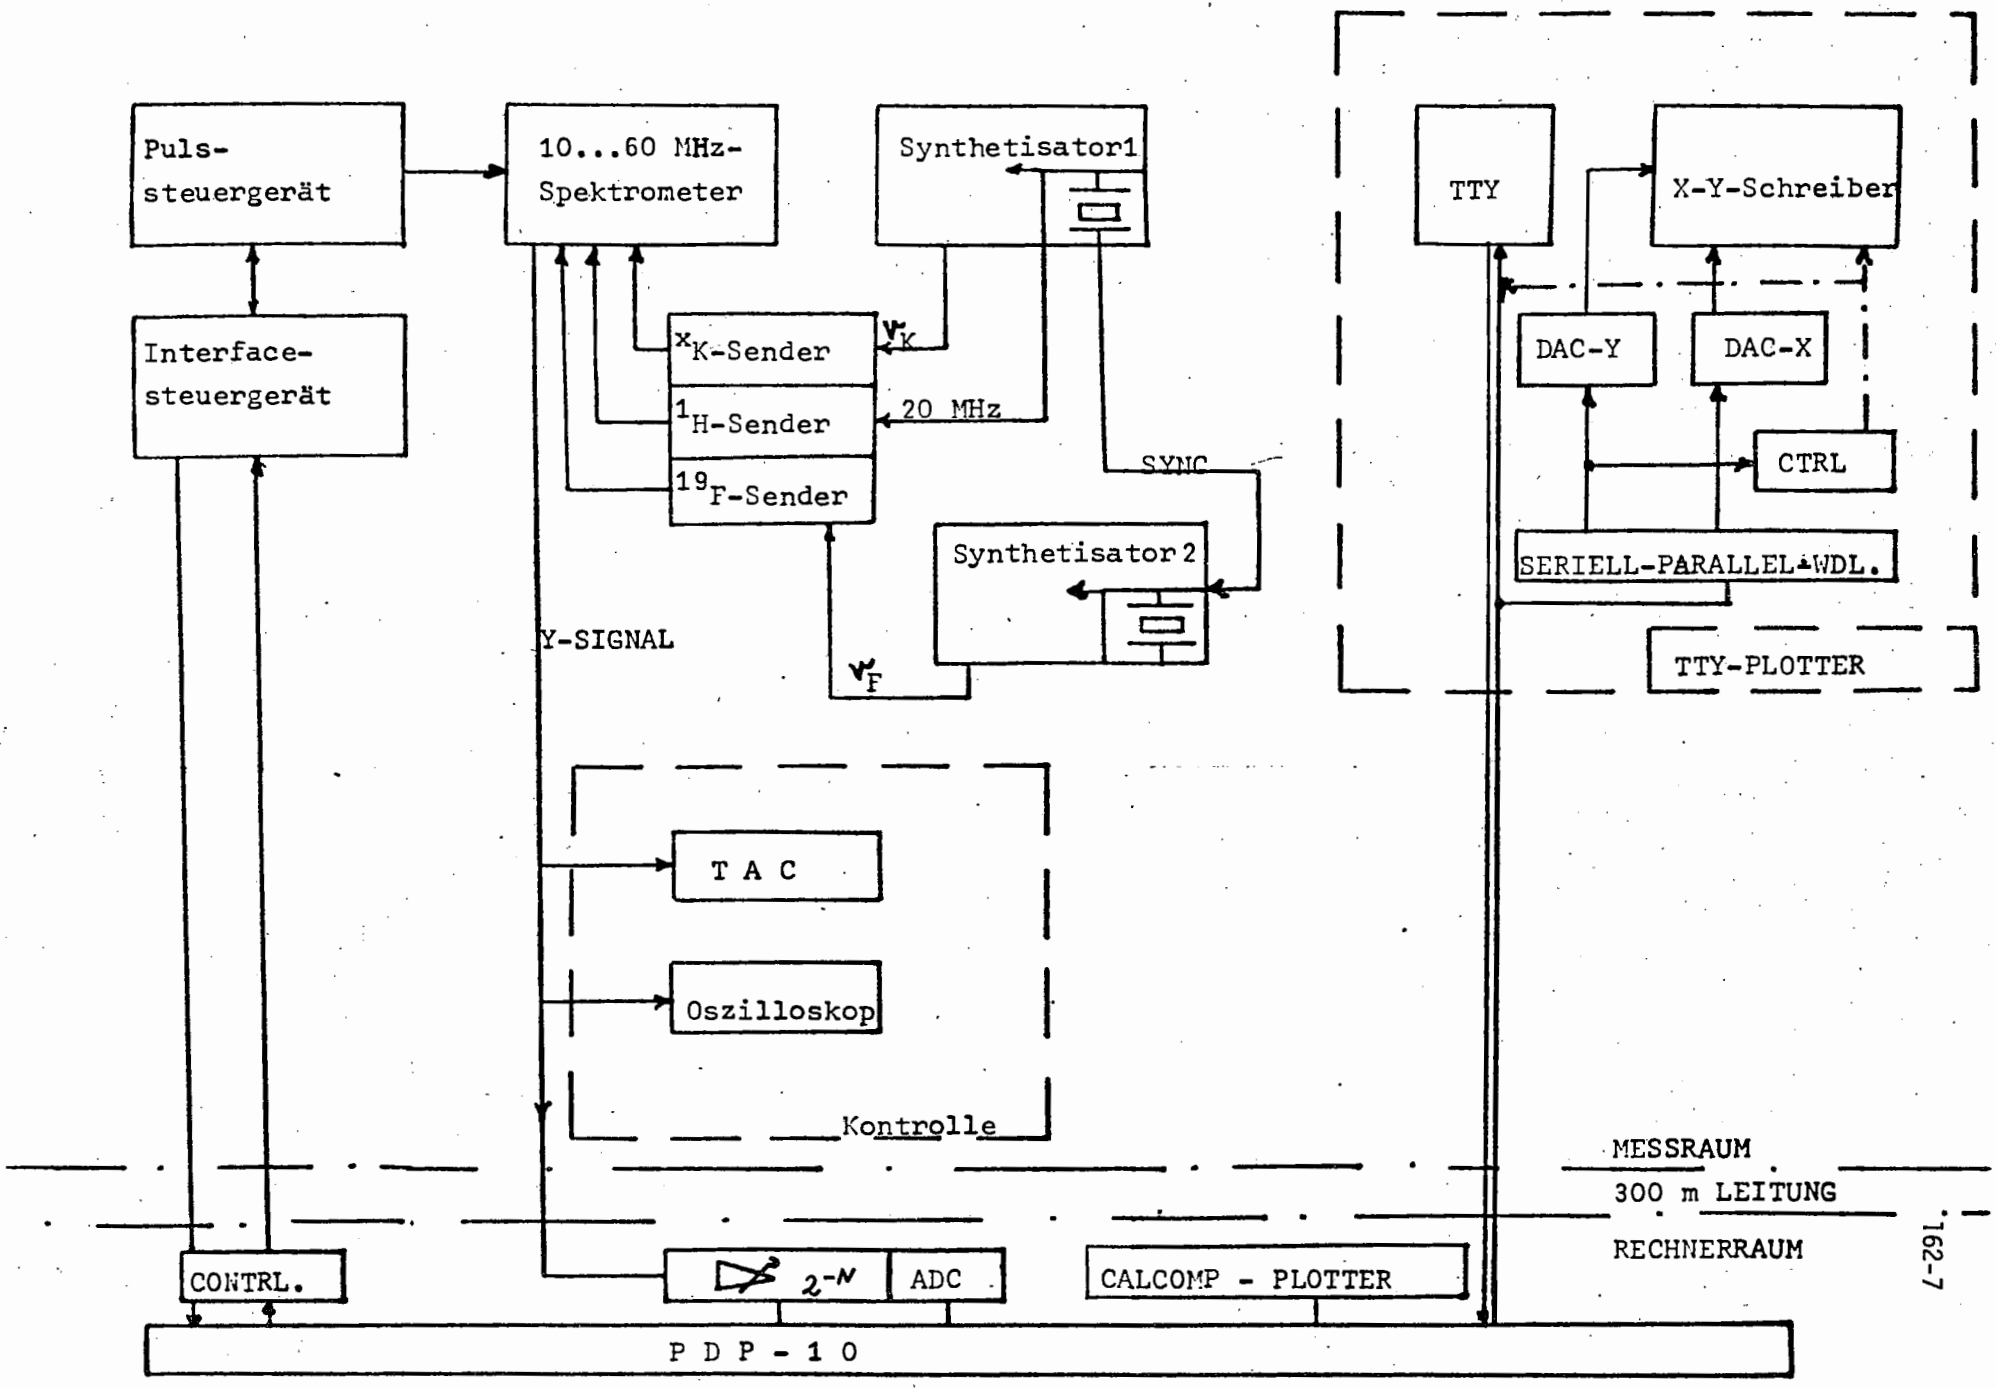 Puls-
steuergerät
10...60 MHz-
Spektrometer
Synthetisator1
TTY
X-Y-Schreiber
Interface-
steuergerät
xK-Sender
νK
1H-Sender
20 MHz
19F-Sender
SYNC
DAC-Y
DAC-X
CTRL
Synthetisator 2
SERIELL-PARALLEL-WDL.
Y-SIGNAL
νF
TTY-PLOTTER
T A C
Oszilloskop
Kontrolle
MESSRAUM
300 m LEITUNG
RECHNERRAUM
CONTRL.
2-N
ADC
CALCOMP - PLOTTER
P D P - 1 0
162-7